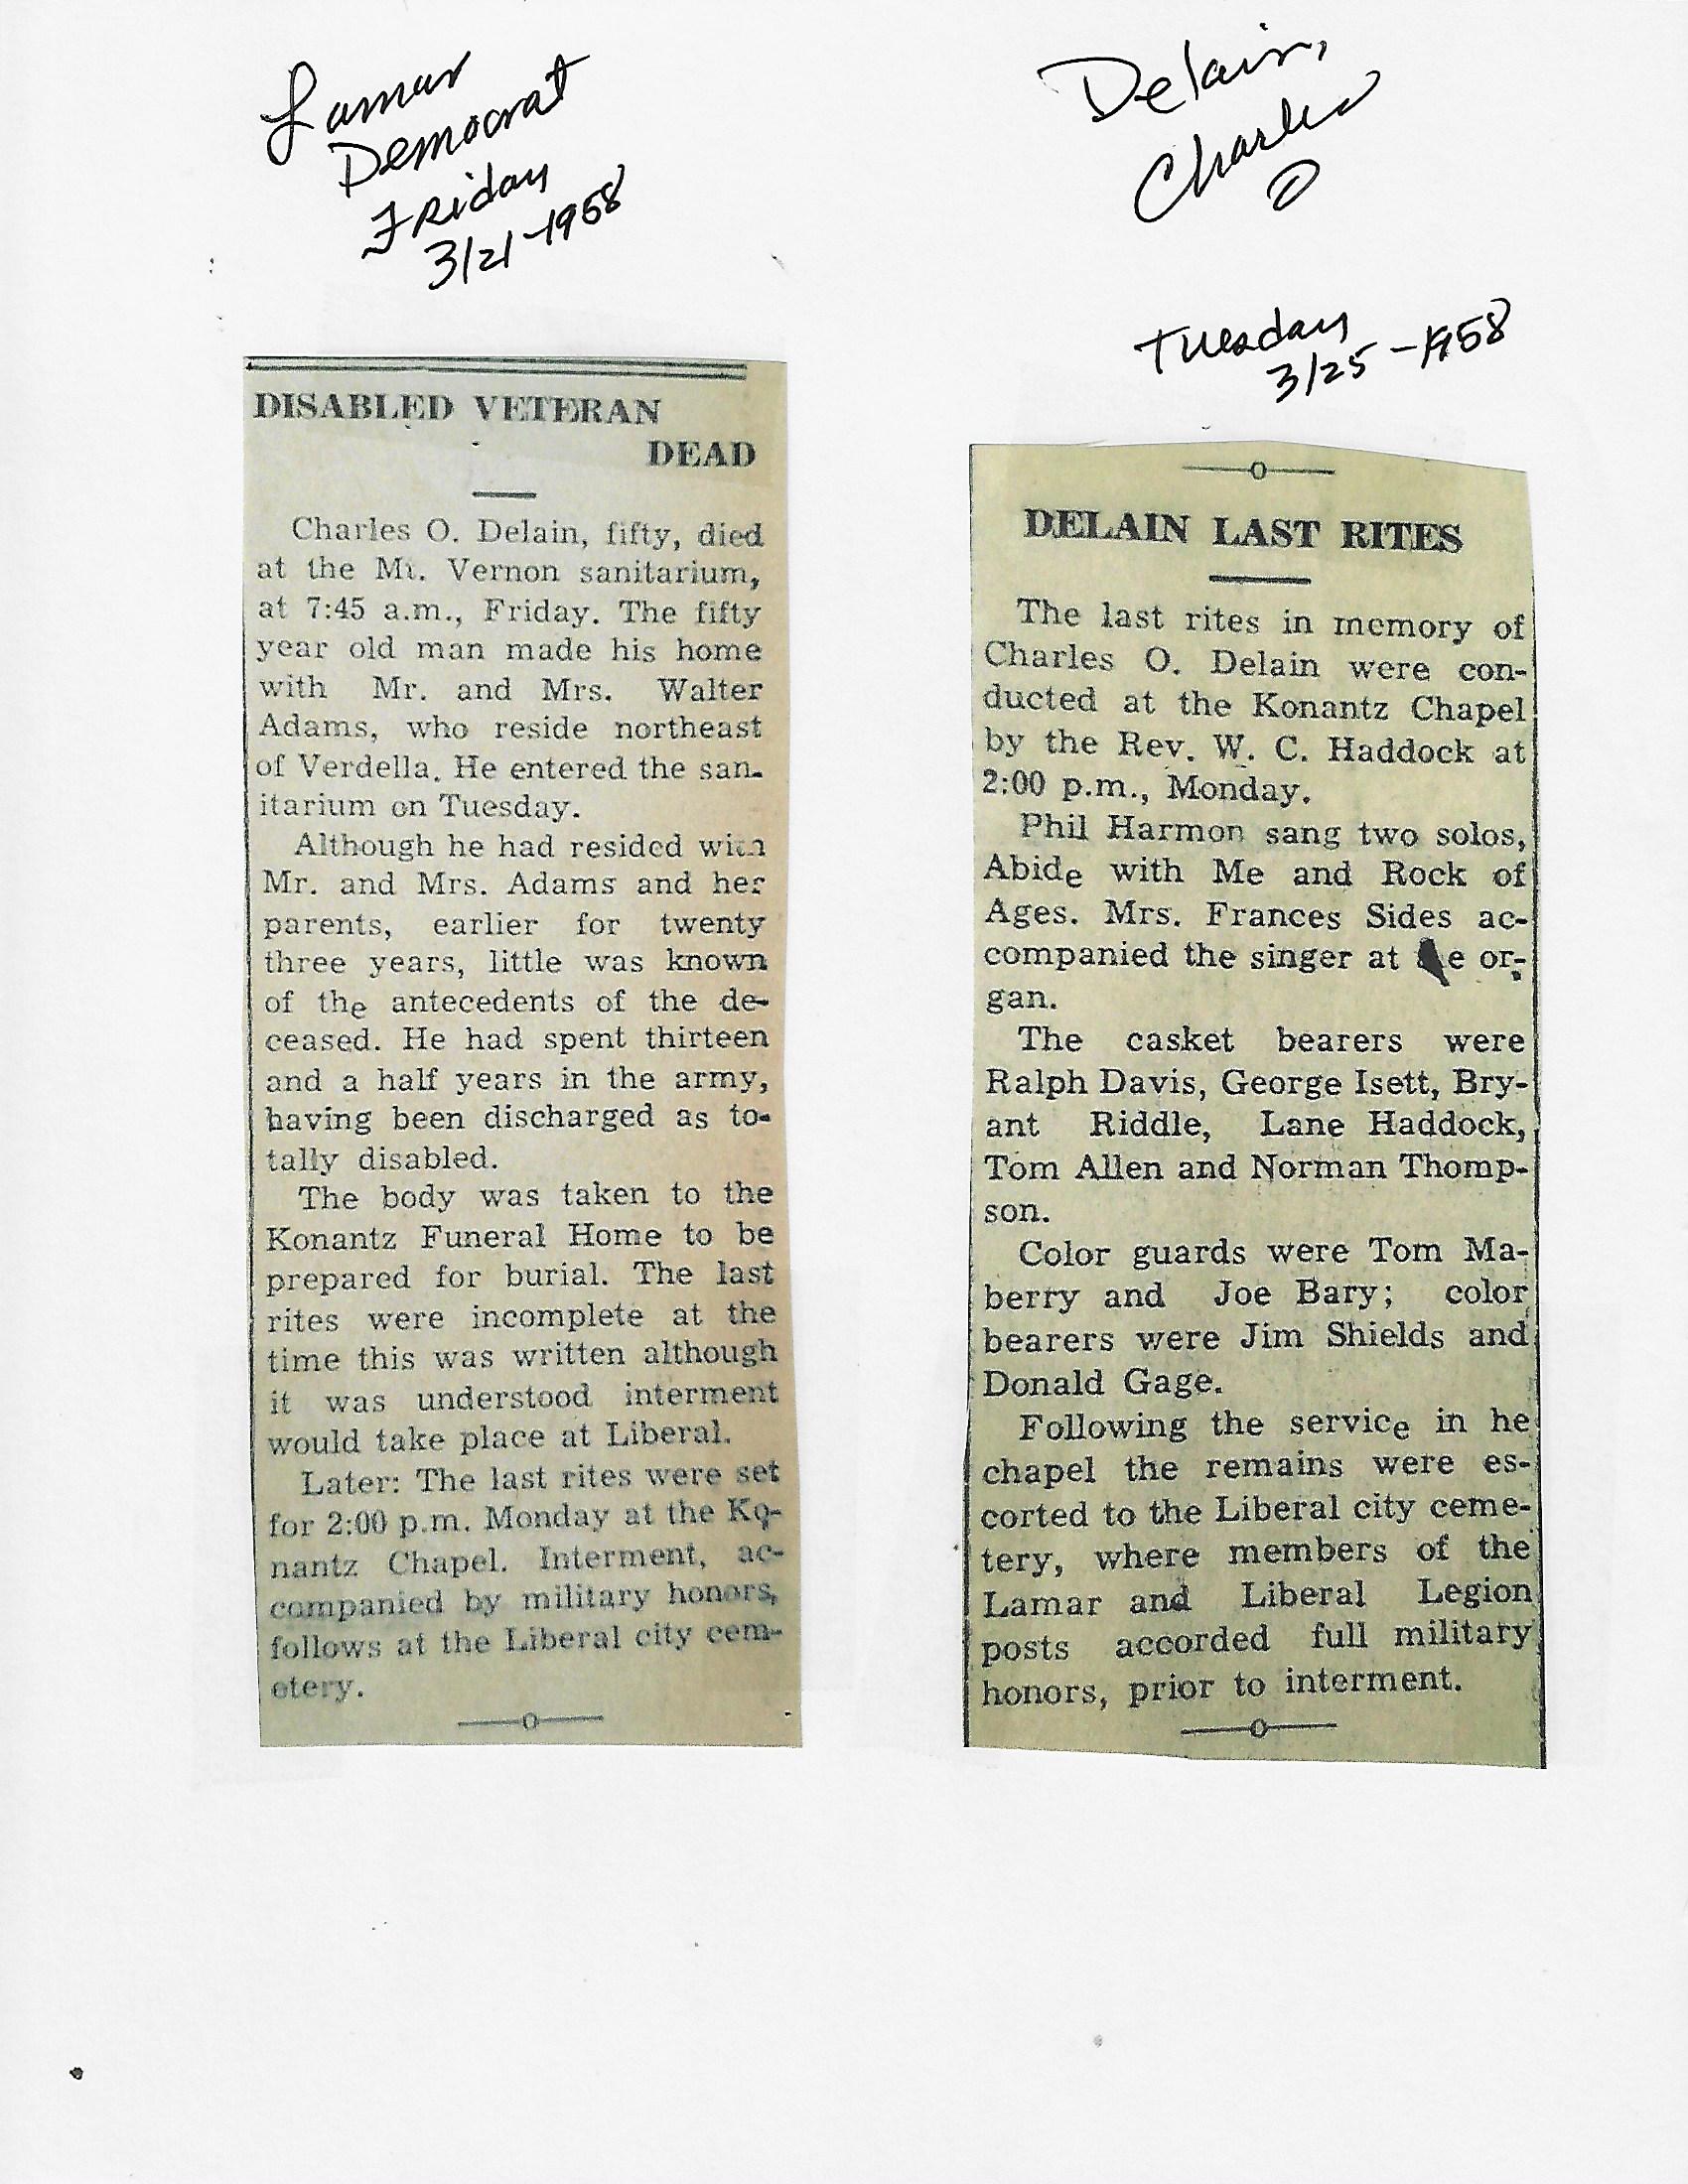 Lamar
Democrat
Friday
3/21-1958
DISABLED VETERAN
DEAD
Charles O. Delain, fifty, died
at the Mt. Vernon sanitarium,
at 7:45 a.m., Friday. The fifty
year old man made his home
with Mr. and Mrs. Walter
Adams, who reside northeast
of Verdella. He entered the san-
itarium on Tuesday.
Although he had resided with
Mr. and Mrs. Adams and her
parents, earlier for twenty
three years, little was known
of the antecedents of the de-
ceased. He had spent thirteen
and a half years in the army,
having been discharged as to-
tally disabled.
The body was taken to the
Konantz Funeral Home to be
prepared for burial. The last
rites were incomplete at the
time this was written although
it was understood interment
would take place at Liberal.
Later: The last rites were set
for 2:00 p.m. Monday at the Ko-
nantz Chapel. Interment, ac-
companied by military honors,
follows at the Liberal city cem-
etery.
Delain,
Charles
O
Tuesday
3/25-1958
DELAIN LAST RITES
The last rites in memory of
Charles O. Delain were con-
ducted at the Konantz Chapel
by the Rev. W. C. Haddock at
2:00 p.m., Monday.
Phil Harmon sang two solos,
Abide with Me and Rock of
Ages. Mrs. Frances Sides ac-
companied the singer at e or-
gan.
The casket bearers were
Ralph Davis, George Isett, Bry-
ant Riddle, Lane Haddock,
Tom Allen and Norman Thomp-
son.
Color guards were Tom Ma-
berry and Joe Bary; color
bearers were Jim Shields and
Donald Gage.
Following the service in he
chapel the remains were es-
corted to the Liberal city ceme-
tery, where members of the
Lamar and Liberal Legion
posts accorded full military
honors, prior to interment.